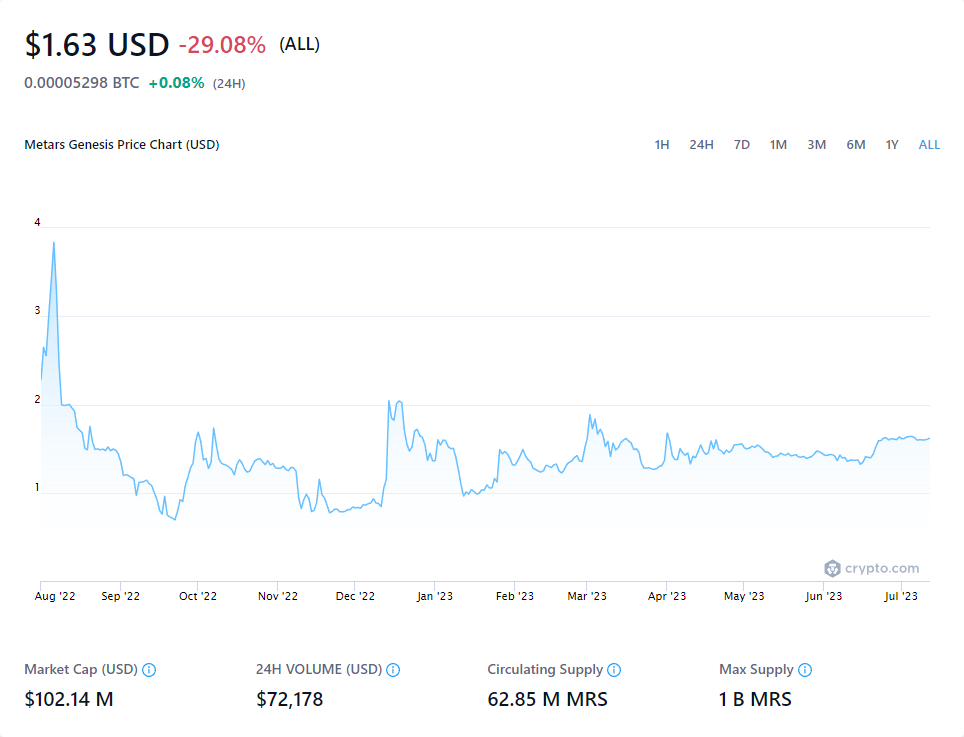 $1.63 USD -29.08% (ALL)
0.00005298 BTC +0.08% (24H)
Metars Genesis Price Chart (USD) 1H 24H 7D 1M 3M 6M 1Y ALL
4
3
2
1
crypto.com
Aug '22 Sep '22 Oct '22 Nov '22 Dec '22 Jan '23 Feb '23 Mar '23 Apr '23 May '23 Jun '23 Jul '23
Market Cap (USD) 24H VOLUME (USD) Circulating Supply Max Supply
$102.14 M $72,178 62.85 M MRS 1 B MRS